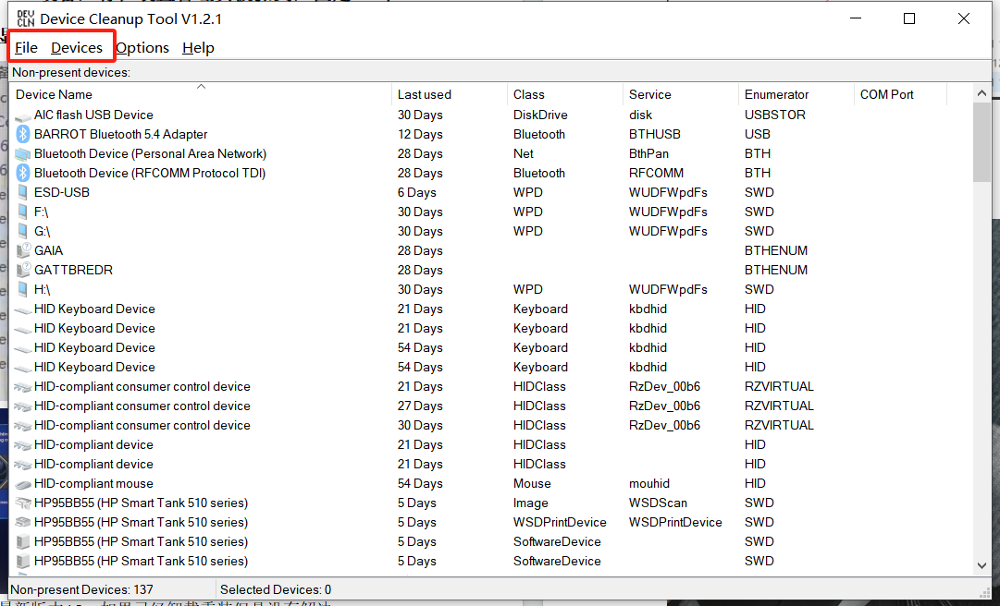 DEV CLN Device Cleanup Tool V1.2.1
File Devices Options Help
Non-present devices:
Device Name Last used Class Service Enumerator COM Port
AIC flash USB Device 30 Days DiskDrive disk USBSTOR
BARROT Bluetooth 5.4 Adapter 12 Days Bluetooth BTHUSB USB
Bluetooth Device (Personal Area Network) 28 Days Net BthPan BTH
Bluetooth Device (RFCOMM Protocol TDI) 28 Days Bluetooth RFCOMM BTH
ESD-USB 6 Days WPD WUDFWpdFs SWD
F:\ 30 Days WPD WUDFWpdFs SWD
G:\ 30 Days WPD WUDFWpdFs SWD
GAIA 28 Days BTHENUM
GATTBREDR 28 Days BTHENUM
H:\ 30 Days WPD WUDFWpdFs SWD
HID Keyboard Device 21 Days Keyboard kbdhid HID
HID Keyboard Device 21 Days Keyboard kbdhid HID
HID Keyboard Device 54 Days Keyboard kbdhid HID
HID Keyboard Device 54 Days Keyboard kbdhid HID
HID-compliant consumer control device 21 Days HIDClass RzDev_00b6 RZVIRTUAL
HID-compliant consumer control device 27 Days HIDClass RzDev_00b6 RZVIRTUAL
HID-compliant consumer control device 30 Days HIDClass RzDev_00b6 RZVIRTUAL
HID-compliant device 21 Days HIDClass HID
HID-compliant device 21 Days HIDClass HID
HID-compliant mouse 54 Days Mouse mouhid HID
HP95BB55 (HP Smart Tank 510 series) 5 Days Image WSDScan SWD
HP95BB55 (HP Smart Tank 510 series) 5 Days WSDPrintDevice WSDPrintDevice SWD
HP95BB55 (HP Smart Tank 510 series) 5 Days SoftwareDevice SWD
HP95BB55 (HP Smart Tank 510 series) 5 Days SoftwareDevice SWD
Non-present Devices: 137 Selected Devices: 0